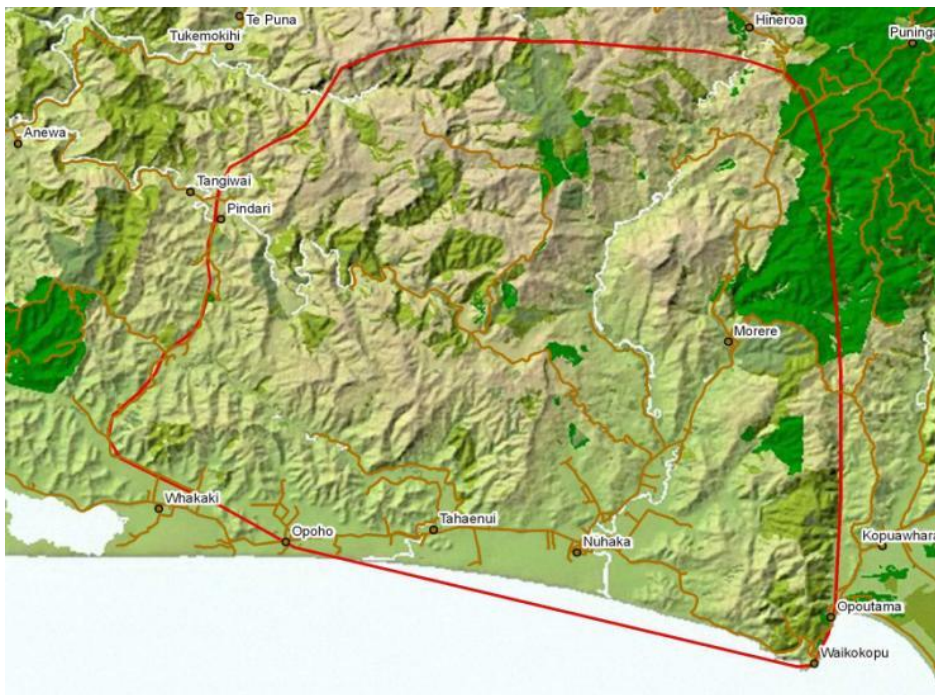 Te Puna
Hineroa
Tukemokihi
Puninga
Anewa
Tangiwai
Pindari
Morere
Whakaki
Tahaenui
Opoho
Kopuawhara
Nuhaka
Opoutama
Waikokopu